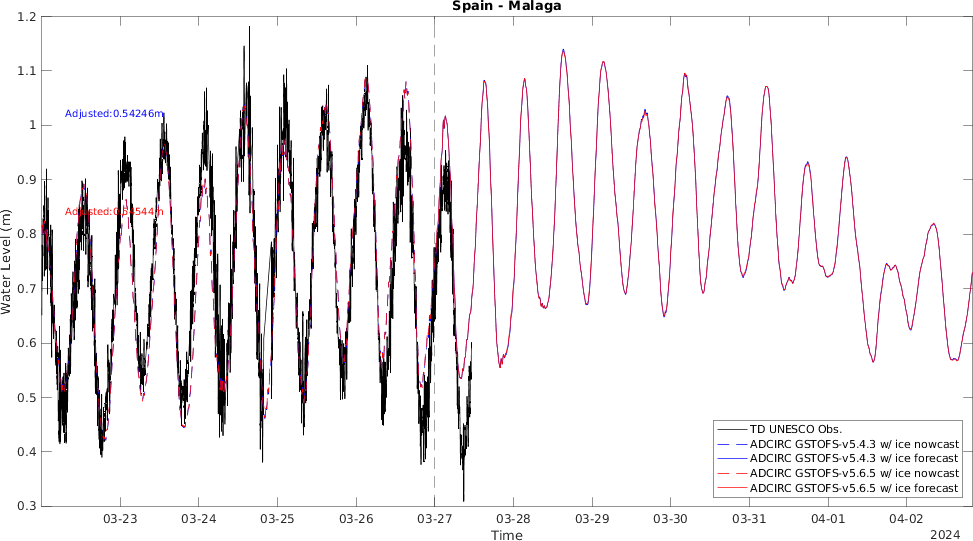 Spain - Malaga
1.2
1.1
1
0.9
0.8
0.7
0.6
0.5
0.4
0.3
Water Level (m)
Adjusted:0.54246m
Adjusted:
TD UNESCO Obs.
ADCIRC GSTOFS-v5.4.3 w/ ice nowcast
ADCIRC GSTOFS-v5.4.3 w/ ice forecast
ADCIRC GSTOFS-v5.6.5 w/ ice nowcast
ADCIRC GSTOFS-v5.6.5 w/ ice forecast
03-23 03-24 03-25 03-26 03-27 03-28 03-29 03-30 03-31 04-01 04-02
Time
2024